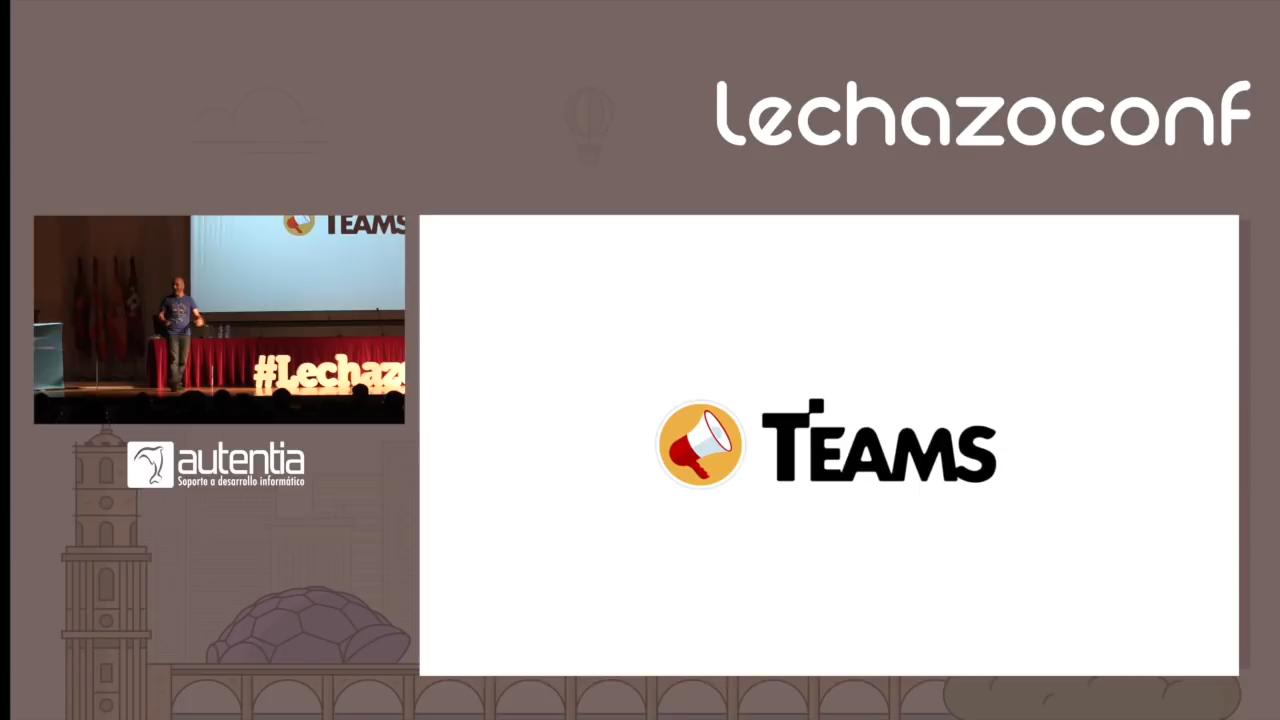 lechazoconf
TEAMS
#Lechaz
autentia
Soporte a desarrollo informático
TEAMS